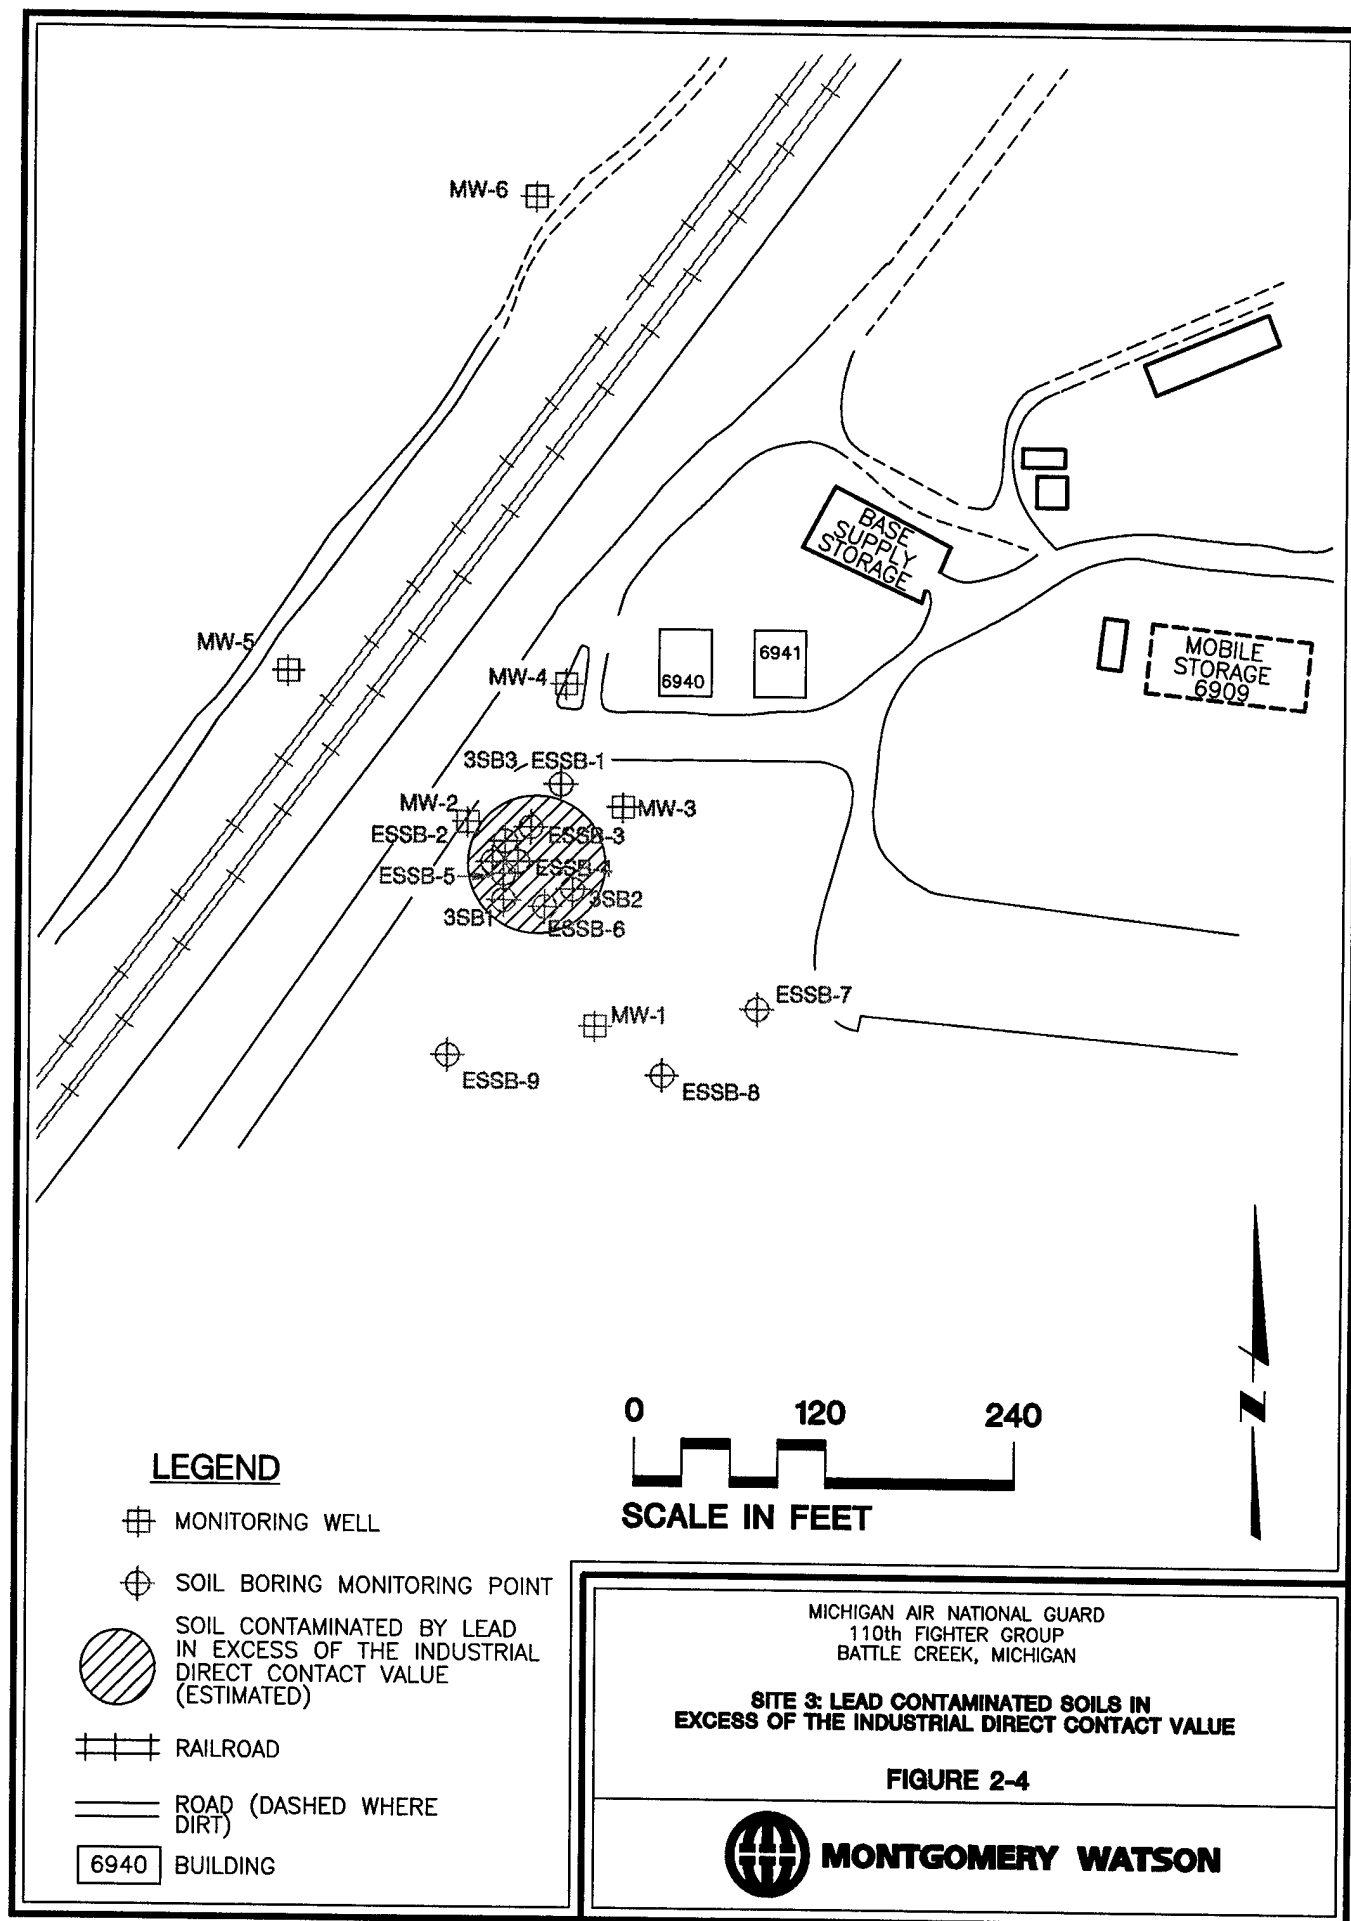 MW-6
BASE
SUPPLY
STORAGE
MW-5
MW-4
6940
6941
MOBILE
STORAGE
6909
3SB3
ESSB-1
MW-2
MW-3
ESSB-2
ESSB-3
ESSB-5
ESSB-4
3SB1
3SB2
ESSB-6
ESSB-7
MW-1
ESSB-9
ESSB-8
N
0 120 240
SCALE IN FEET
LEGEND
MONITORING WELL
SOIL BORING MONITORING POINT
SOIL CONTAMINATED BY LEAD
IN EXCESS OF THE INDUSTRIAL
DIRECT CONTACT VALUE
(ESTIMATED)
RAILROAD
ROAD (DASHED WHERE
DIRT)
6940 BUILDING
MICHIGAN AIR NATIONAL GUARD
110th FIGHTER GROUP
BATTLE CREEK, MICHIGAN
SITE 3: LEAD CONTAMINATED SOILS IN
EXCESS OF THE INDUSTRIAL DIRECT CONTACT VALUE
FIGURE 2-4
MONTGOMERY WATSON